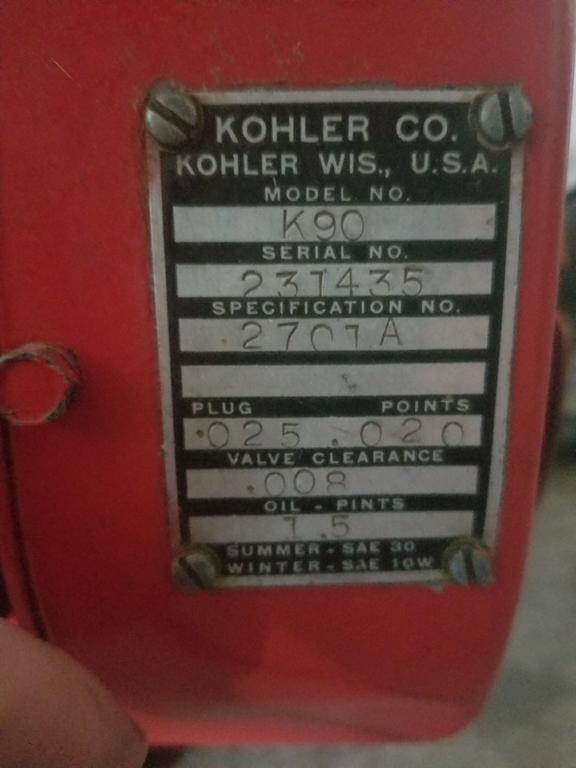 KOHLER CO.
KOHLER WIS., U.S.A.
MODEL NO.
K90
SERIAL NO.
231435
SPECIFICATION NO.
2701A
PLUG POINTS
.025 .020
VALVE CLEARANCE
.008
OIL - PINTS
1.5
SUMMER - SAE 30
WINTER - SAE 10W